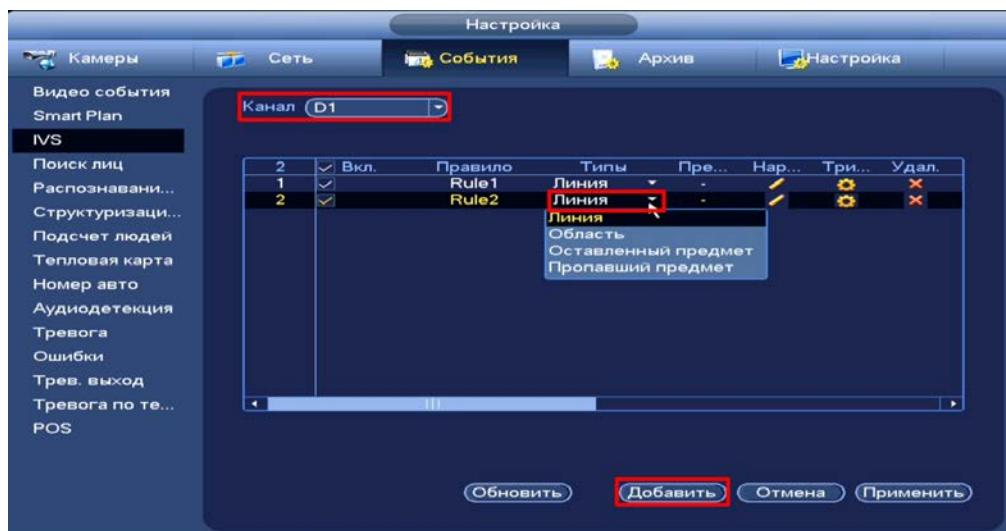 Настройка
Камеры
Сеть
События
Архив
Настройка
Видео события
Smart Plan
IVS
Поиск лиц
Распознавани...
Структуризаци...
Подсчет людей
Тепловая карта
Номер авто
Аудиодетекция
Тревога
Ошибки
Трев. выход
Тревога по те...
POS
Канал D1
2 Вкл. Правило Типы Пре... Нар... Три... Удал.
1 Rule1 Линия -
2 Rule2 Линия -
Линия
Область
Оставленный предмет
Пропавший предмет
Обновить Добавить Отмена Применить